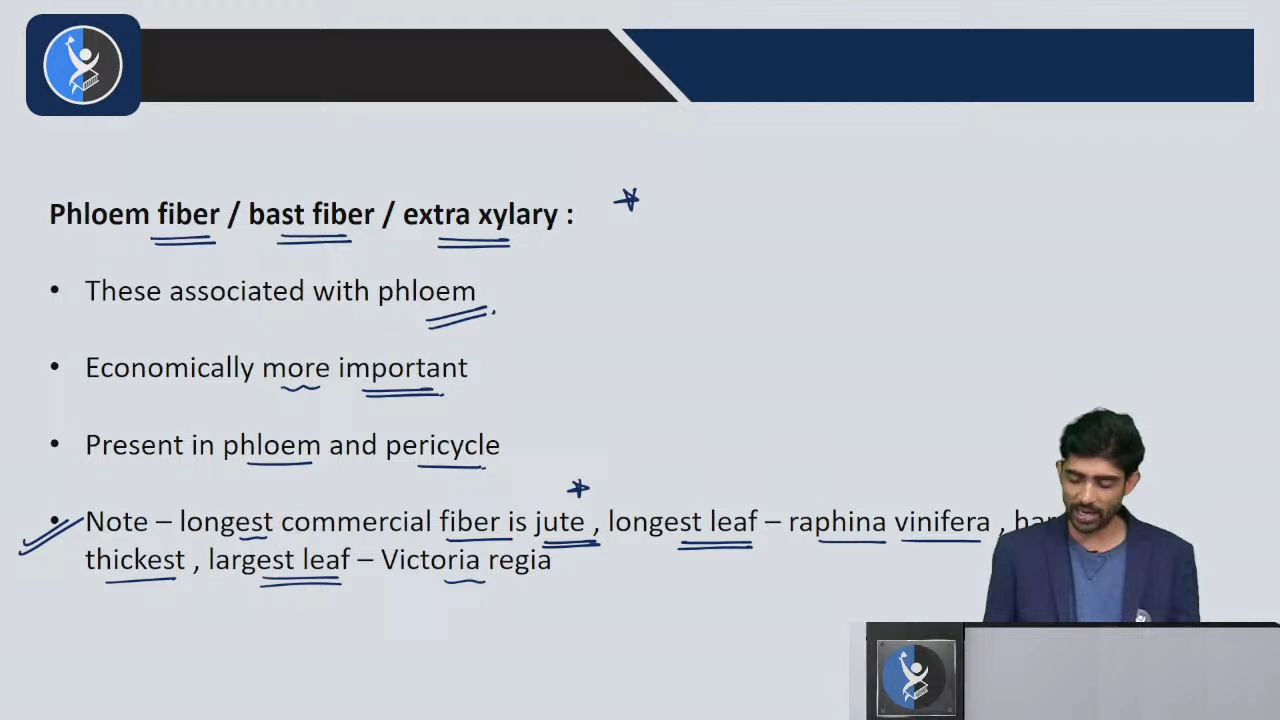 Phloem fiber / bast fiber / extra xylary :
• These associated with phloem
• Economically more important
• Present in phloem and pericycle
• Note – longest commercial fiber is jute , longest leaf – raphina vinifera ,
thickest , largest leaf – Victoria regia